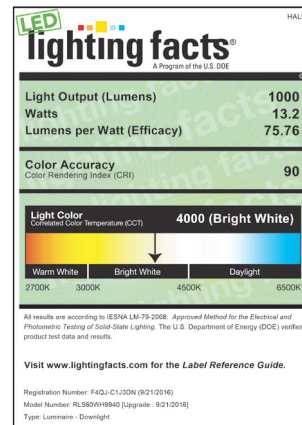 LED
HAL
lighting facts®
A Program of the U.S. DOE
Light Output (Lumens) 1000
Watts 13.2
Lumens per Watt (Efficacy) 75.76
Color Accuracy 90
Color Rendering Index (CRI)
Light Color 4000 (Bright White)
Correlated Color Temperature (CCT)
Warm White Bright White Daylight
2700K 3000K 4500K 6500K
All results are according to IESNA LM-79-2008: Approved Method for the Electrical and
Photometric Testing of Solid-State Lighting. The U.S. Department of Energy (DOE) verifies
product test data and results.
Visit www.lightingfacts.com for the Label Reference Guide.
Registration Number: F4QJ-C1J3DN (9/21/2016)
Model Number: RL560WH9940 [Upgrade : 9/21/2016]
Type: Luminaire - Downlight